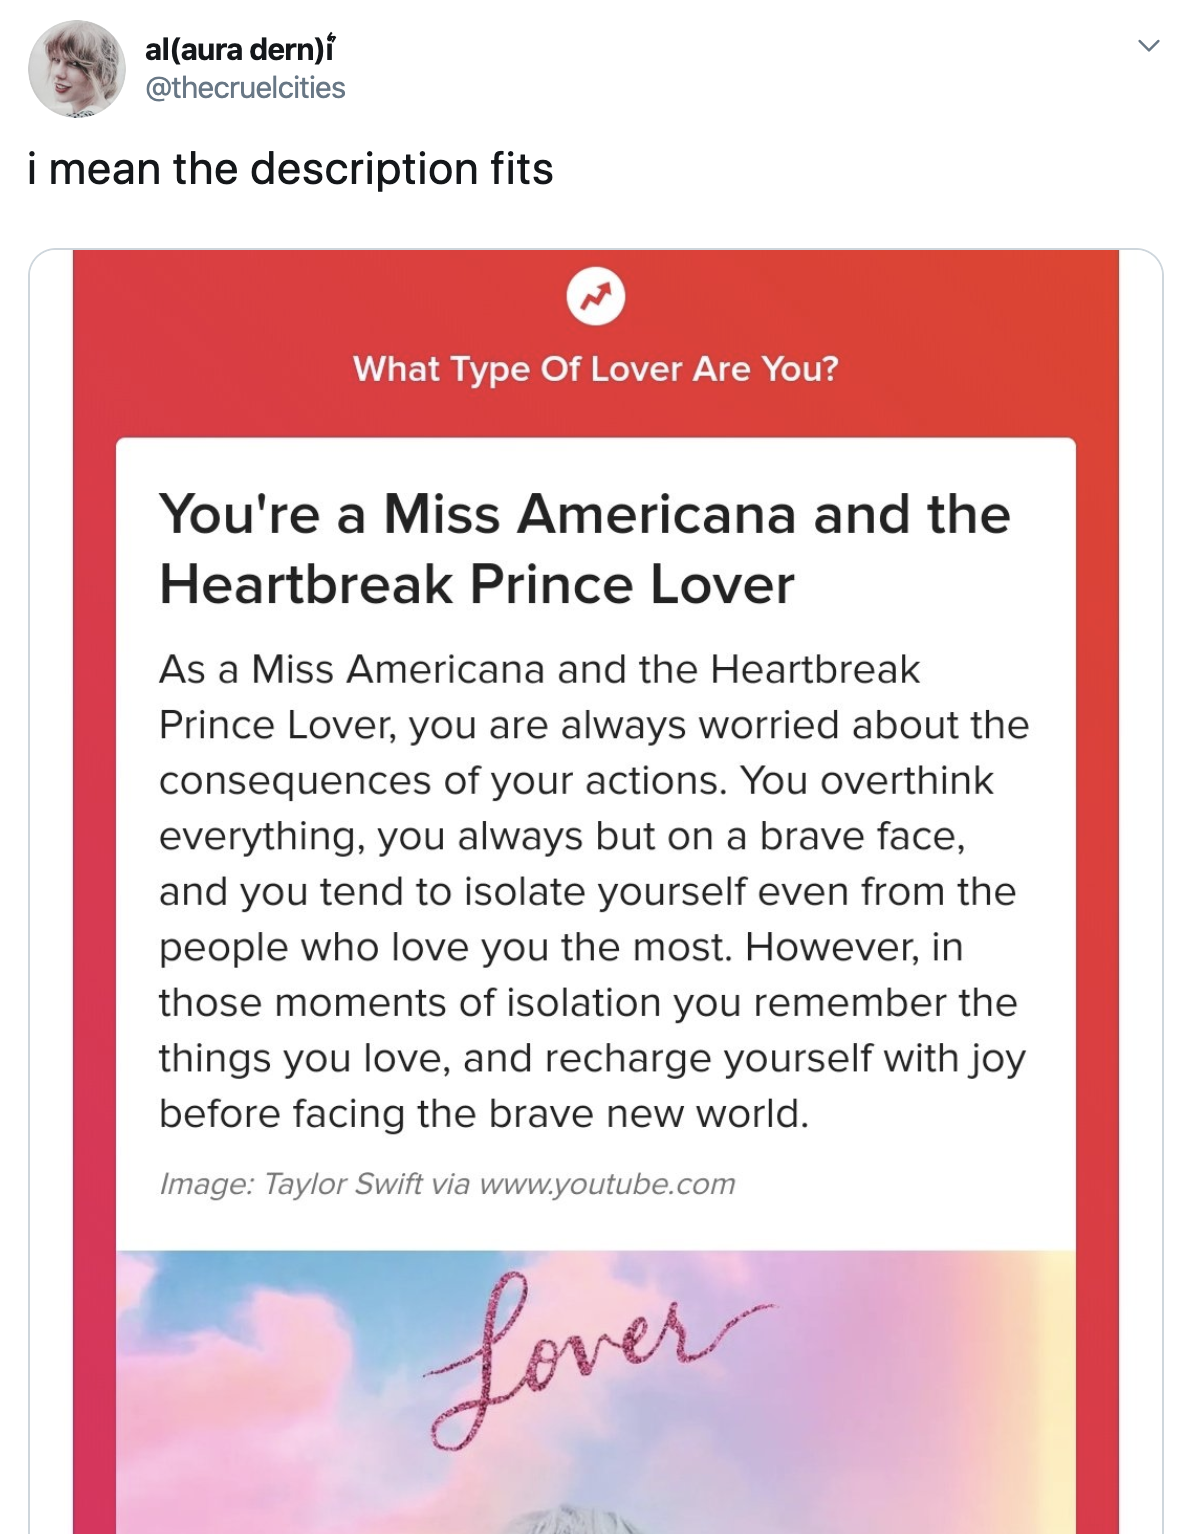 al(aura dern)i
@thecruelcities
i mean the description fits
What Type Of Lover Are You?
You're a Miss Americana and the
Heartbreak Prince Lover
As a Miss Americana and the Heartbreak
Prince Lover, you are always worried about the
consequences of your actions. You overthink
everything, you always but on a brave face,
and you tend to isolate yourself even from the
people who love you the most. However, in
those moments of isolation you remember the
things you love, and recharge yourself with joy
before facing the brave new world.
Image: Taylor Swift via www.youtube.com
Lover